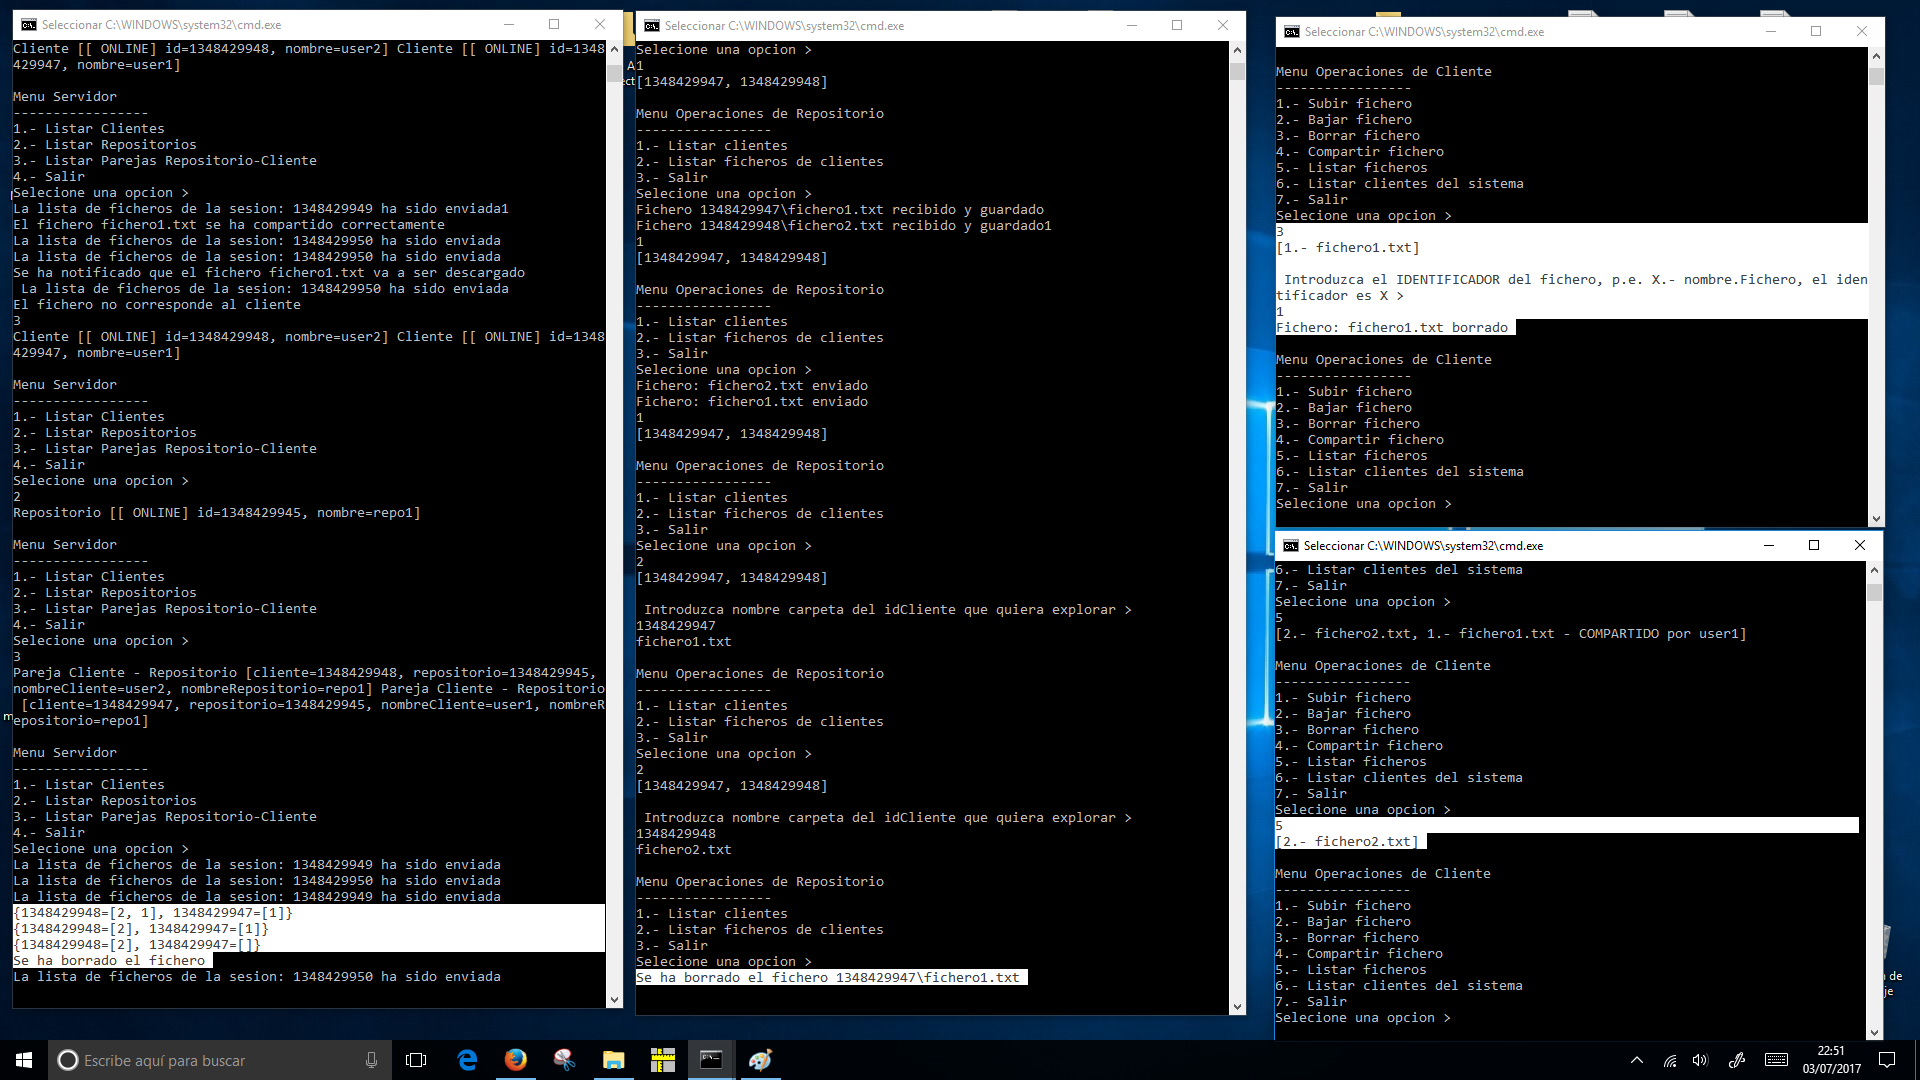 Seleccionar C:\WINDOWS\system32\cmd.exe
Cliente [[ ONLINE] id=1348429948, nombre=user2] Cliente [[ ONLINE] id=1348
429947, nombre=user1]
Menu Servidor
-----------------
1.- Listar Clientes
2.- Listar Repositorios
3.- Listar Parejas Repositorio-Cliente
4.- Salir
Selecione una opcion >
La lista de ficheros de la sesion: 1348429949 ha sido enviada1
El fichero fichero1.txt se ha compartido correctamente
La lista de ficheros de la sesion: 1348429950 ha sido enviada
La lista de ficheros de la sesion: 1348429950 ha sido enviada
Se ha notificado que el fichero fichero1.txt va a ser descargado
La lista de ficheros de la sesion: 1348429950 ha sido enviada
El fichero no corresponde al cliente
3
Cliente [[ ONLINE] id=1348429948, nombre=user2] Cliente [[ ONLINE] id=1348
429947, nombre=user1]
Menu Servidor
-----------------
1.- Listar Clientes
2.- Listar Repositorios
3.- Listar Parejas Repositorio-Cliente
4.- Salir
Selecione una opcion >
2
Repositorio [[ ONLINE] id=1348429945, nombre=repo1]
Menu Servidor
-----------------
1.- Listar Clientes
2.- Listar Repositorios
3.- Listar Parejas Repositorio-Cliente
4.- Salir
Selecione una opcion >
3
Pareja Cliente - Repositorio [cliente=1348429948, repositorio=1348429945,
nombreCliente=user2, nombreRepositorio=repo1] Pareja Cliente - Repositorio
[cliente=1348429947, repositorio=1348429945, nombreCliente=user1, nombreR
epositorio=repo1]
Menu Servidor
-----------------
1.- Listar Clientes
2.- Listar Repositorios
3.- Listar Parejas Repositorio-Cliente
4.- Salir
Selecione una opcion >
La lista de ficheros de la sesion: 1348429949 ha sido enviada
La lista de ficheros de la sesion: 1348429950 ha sido enviada
La lista de ficheros de la sesion: 1348429949 ha sido enviada
{1348429948=[2, 1], 1348429947=[1]}
{1348429948=[2], 1348429947=[1]}
{1348429948=[2], 1348429947=[]}
Se ha borrado el fichero
La lista de ficheros de la sesion: 1348429950 ha sido enviada
Seleccionar C:\WINDOWS\system32\cmd.exe
Selecione una opcion >
1
[1348429947, 1348429948]
Menu Operaciones de Repositorio
-----------------
1.- Listar clientes
2.- Listar ficheros de clientes
3.- Salir
Selecione una opcion >
Fichero 1348429947\fichero1.txt recibido y guardado
Fichero 1348429948\fichero2.txt recibido y guardado1
1
[1348429947, 1348429948]
Menu Operaciones de Repositorio
-----------------
1.- Listar clientes
2.- Listar ficheros de clientes
3.- Salir
Selecione una opcion >
Fichero: fichero2.txt enviado
Fichero: fichero1.txt enviado
1
[1348429947, 1348429948]
Menu Operaciones de Repositorio
-----------------
1.- Listar clientes
2.- Listar ficheros de clientes
3.- Salir
Selecione una opcion >
2
[1348429947, 1348429948]
Introduzca nombre carpeta del idCliente que quiera explorar >
1348429947
fichero1.txt
Menu Operaciones de Repositorio
-----------------
1.- Listar clientes
2.- Listar ficheros de clientes
3.- Salir
Selecione una opcion >
2
[1348429947, 1348429948]
Introduzca nombre carpeta del idCliente que quiera explorar >
1348429948
fichero2.txt
Menu Operaciones de Repositorio
-----------------
1.- Listar clientes
2.- Listar ficheros de clientes
3.- Salir
Selecione una opcion >
Se ha borrado el fichero 1348429947\fichero1.txt
Seleccionar C:\WINDOWS\system32\cmd.exe
Menu Operaciones de Cliente
-----------------
1.- Subir fichero
2.- Bajar fichero
3.- Borrar fichero
4.- Compartir fichero
5.- Listar ficheros
6.- Listar clientes del sistema
7.- Salir
Selecione una opcion >
3
[1.- fichero1.txt]
Introduzca el IDENTIFICADOR del fichero, p.e. X.- nombre.Fichero, el iden
tificador es X >
1
Fichero: fichero1.txt borrado
Menu Operaciones de Cliente
-----------------
1.- Subir fichero
2.- Bajar fichero
3.- Borrar fichero
4.- Compartir fichero
5.- Listar ficheros
6.- Listar clientes del sistema
7.- Salir
Selecione una opcion >
Seleccionar C:\WINDOWS\system32\cmd.exe
6.- Listar clientes del sistema
7.- Salir
Selecione una opcion >
5
[2.- fichero2.txt, 1.- fichero1.txt - COMPARTIDO por user1]
Menu Operaciones de Cliente
-----------------
1.- Subir fichero
2.- Bajar fichero
3.- Borrar fichero
4.- Compartir fichero
5.- Listar ficheros
6.- Listar clientes del sistema
7.- Salir
Selecione una opcion >
5
[2.- fichero2.txt]
Menu Operaciones de Cliente
-----------------
1.- Subir fichero
2.- Bajar fichero
3.- Borrar fichero
4.- Compartir fichero
5.- Listar ficheros
6.- Listar clientes del sistema
7.- Salir
Selecione una opcion >
de
je
Escribe aquí para buscar
22:51
03/07/2017